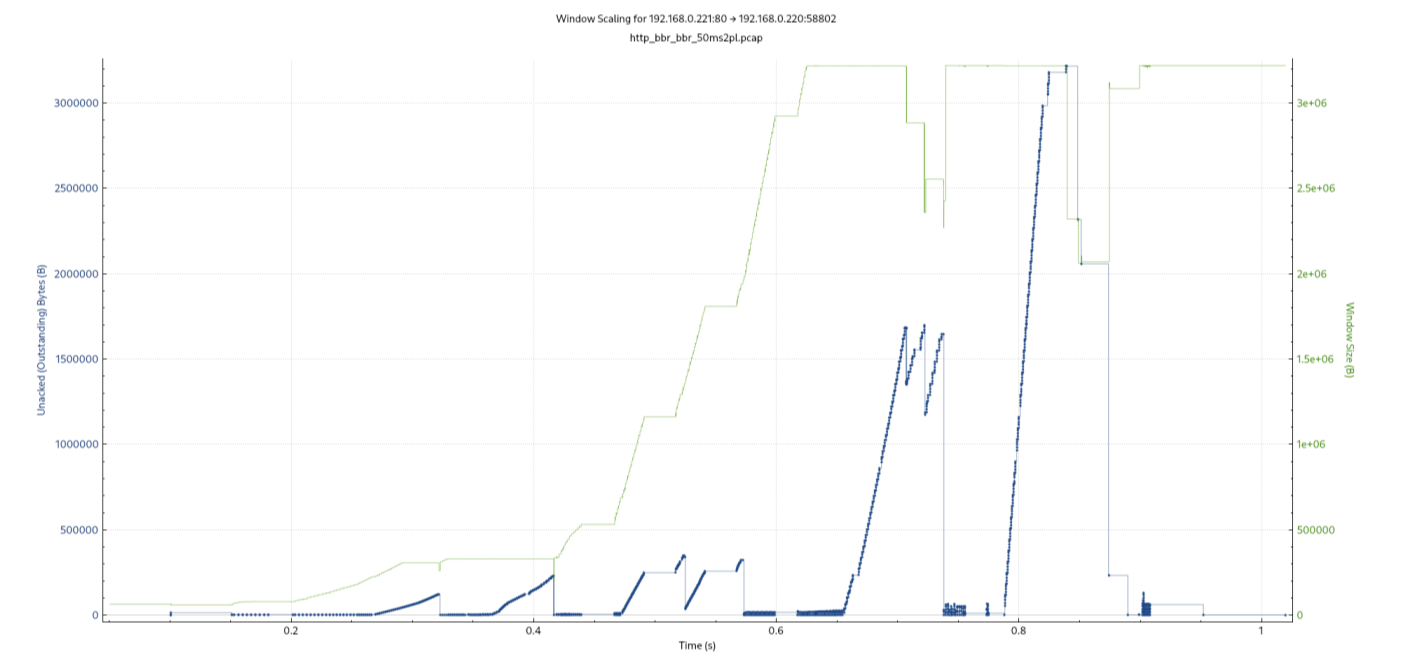 Window Scaling for 192.168.0.221:80 → 192.168.0.220:58802
http_bbr_bbr_50ms2pl.pcap
Unacked (Outstanding) Bytes (B)
3000000
2500000
2000000
1500000
1000000
500000
0
3e+06
2.5e+06
2e+06
1.5e+06
1e+06
500000
0
Window Size (B)
0.2
0.4
0.6
0.8
1
Time (s)